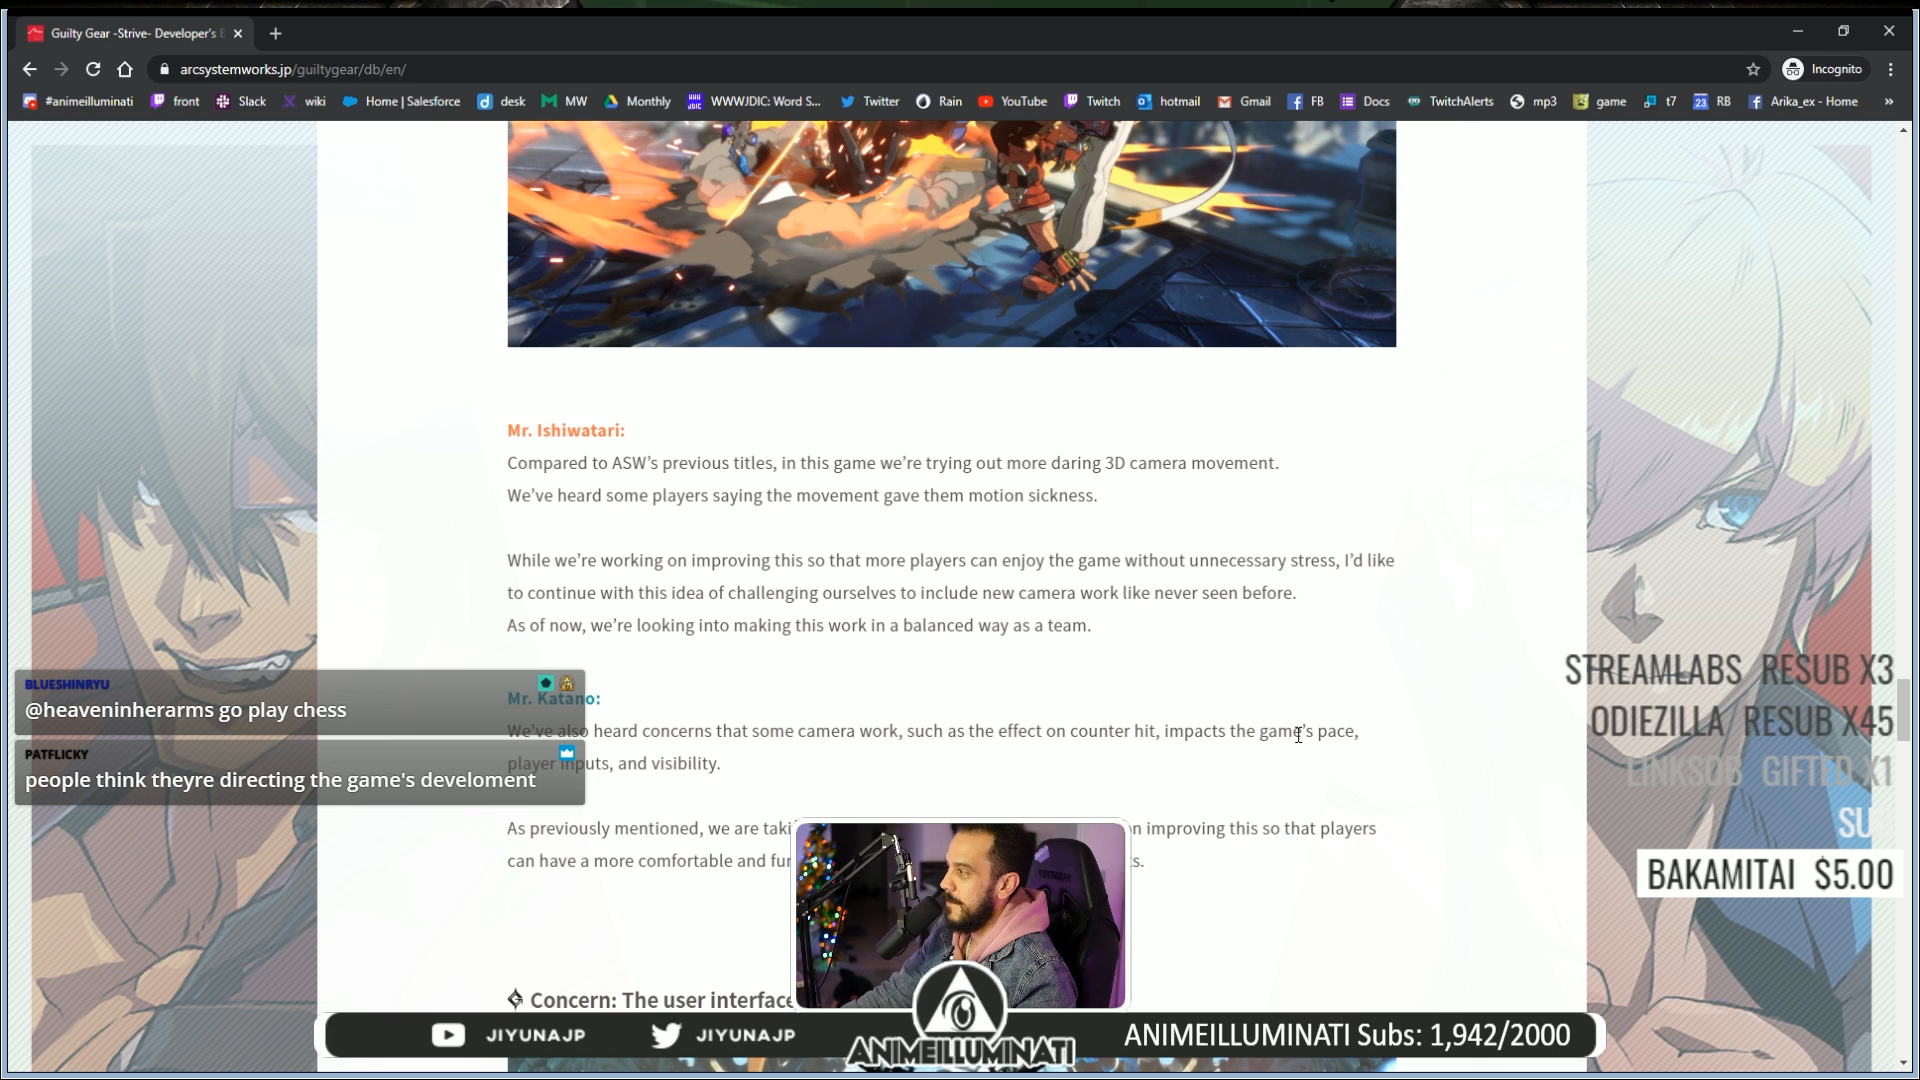 Guilty Gear -Strive- Developer's
arcsystemworks.jp/guiltygear/db/en/
Incognito
#animeilluminati front Slack wiki Home | Salesforce desk MW Monthly WWWJDIC: Word S... Twitter Rain YouTube Twitch hotmail Gmail FB Docs TwitchAlerts mp3 game t7 RB Arika_ex - Home »
23
Mr. Ishiwatari:
Compared to ASW’s previous titles, in this game we’re trying out more daring 3D camera movement.
We’ve heard some players saying the movement gave them motion sickness.
While we’re working on improving this so that more players can enjoy the game without unnecessary stress, I’d like
to continue with this idea of challenging ourselves to include new camera work like never seen before.
As of now, we’re looking into making this work in a balanced way as a team.
BLUESHINRYU
@heaveninherarms go play chess
Mr. Katano:
We’ve also heard concerns that some camera work, such as the effect on counter hit, impacts the game’s pace,
player inputs, and visibility.
PATFLICKY
people think theyre directing the game's develoment
As previously mentioned, we are taki n improving this so that players
can have a more comfortable and fun s.
Concern: The user interface
STREAMLABS RESUB X3
ODIEZILLA RESUB X45
LINKSOB GIFTED X1
SU
BAKAMITAI $5.00
JIYUNAJP JIYUNAJP
ANIMEILLUMINATI
ANIMEILLUMINATI Subs: 1,942/2000